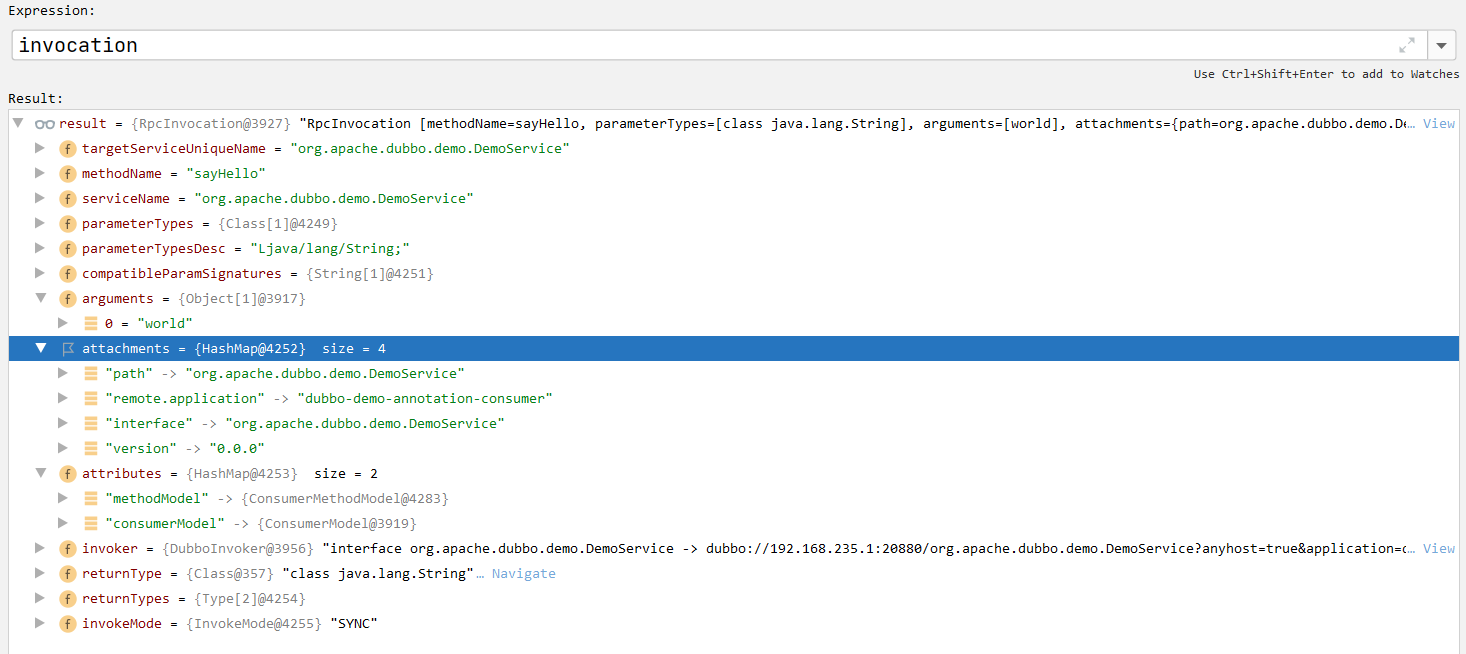 Expression:
invocation
Use Ctrl+Shift+Enter to add to Watches
Result:
result = {RpcInvocation@3927} "RpcInvocation [methodName=sayHello, parameterTypes=[class java.lang.String], arguments=[world], attachments={path=org.apache.dubbo.demo.De… View
f targetServiceUniqueName = "org.apache.dubbo.demo.DemoService"
f methodName = "sayHello"
f serviceName = "org.apache.dubbo.demo.DemoService"
f parameterTypes = {Class[1]@4249}
f parameterTypesDesc = "Ljava/lang/String;"
f compatibleParamSignatures = {String[1]@4251}
f arguments = {Object[1]@3917}
0 = "world"
attachments = {HashMap@4252} size = 4
"path" -> "org.apache.dubbo.demo.DemoService"
"remote.application" -> "dubbo-demo-annotation-consumer"
"interface" -> "org.apache.dubbo.demo.DemoService"
"version" -> "0.0.0"
f attributes = {HashMap@4253} size = 2
"methodModel" -> {ConsumerMethodModel@4283}
"consumerModel" -> {ConsumerModel@3919}
f invoker = {DubboInvoker@3956} "interface org.apache.dubbo.demo.DemoService -> dubbo://192.168.235.1:20880/org.apache.dubbo.demo.DemoService?anyhost=true&application=c… View
f returnType = {Class@357} "class java.lang.String"… Navigate
f returnTypes = {Type[2]@4254}
f invokeMode = {InvokeMode@4255} "SYNC"